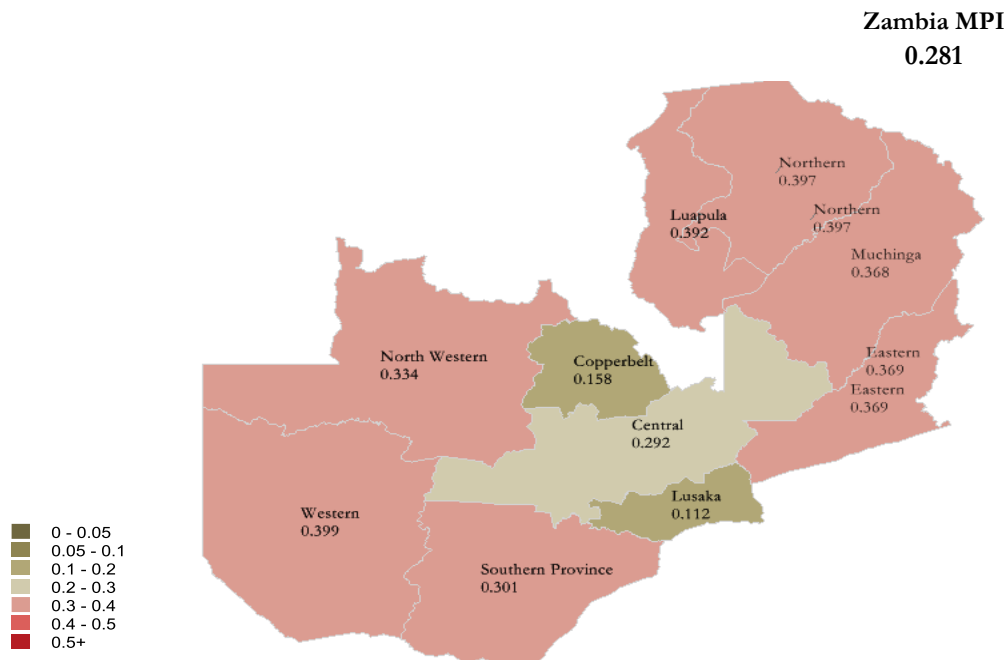 Zambia MPI
0.281
Northern
0.397
Luapula
0.392
Northern
0.397
Muchinga
0.368
North Western
0.334
Copperbelt
0.158
Eastern
0.369
Eastern
0.369
Central
0.292
Western
0.399
Lusaka
0.112
Southern Province
0.301
0 - 0.05
0.05 - 0.1
0.1 - 0.2
0.2 - 0.3
0.3 - 0.4
0.4 - 0.5
0.5+